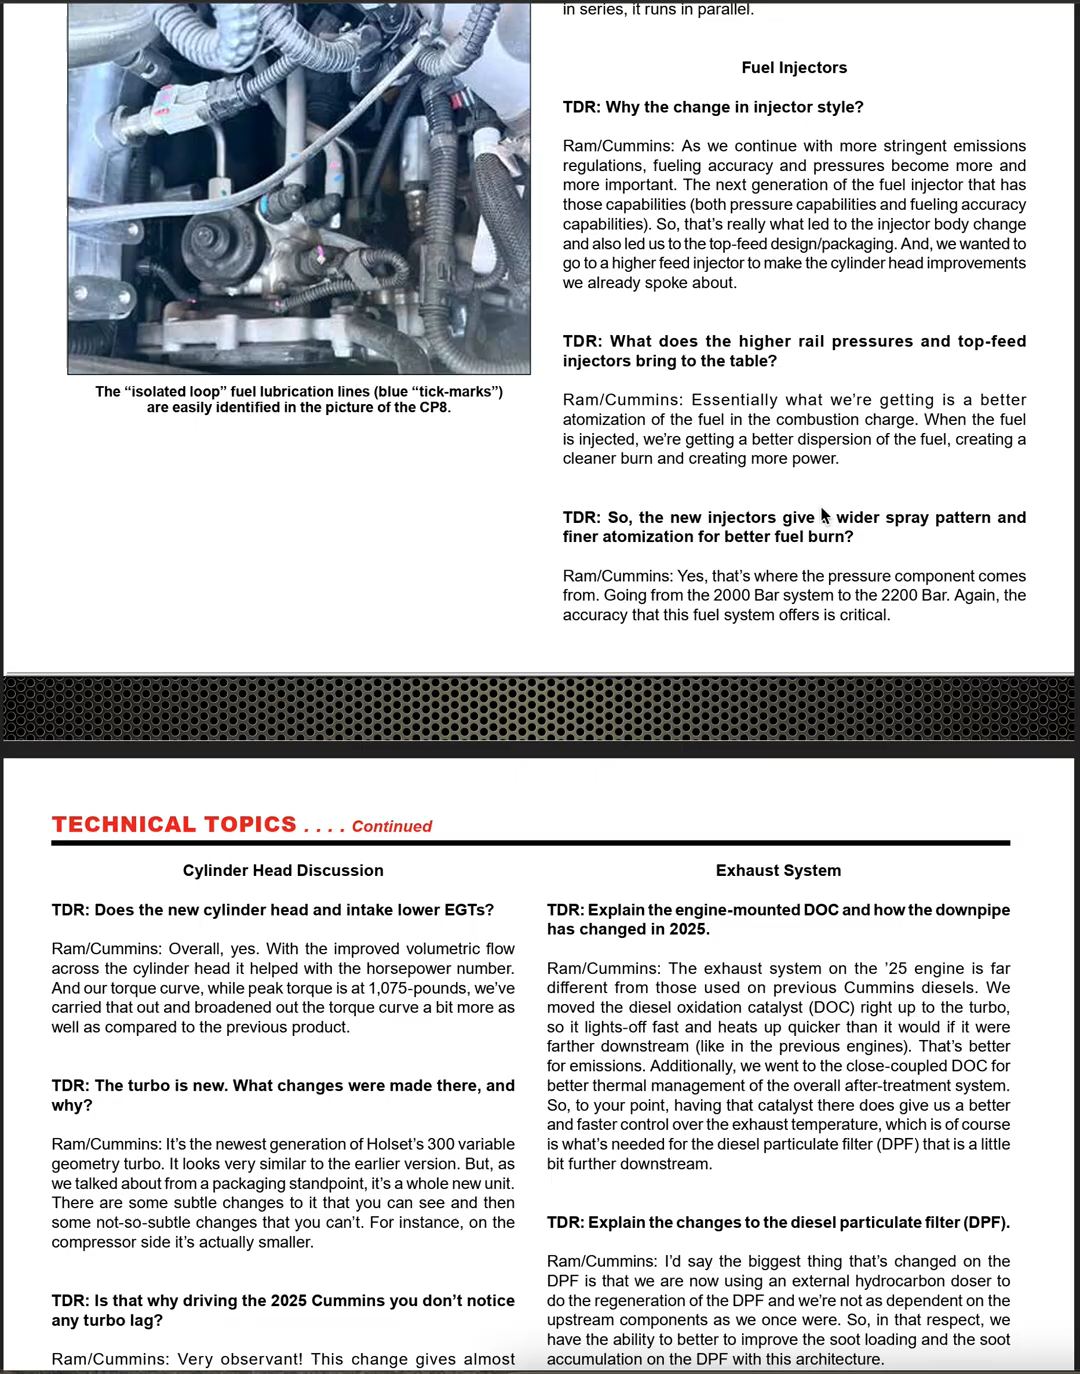 in series, it runs in parallel.
The “isolated loop” fuel lubrication lines (blue “tick-marks”)
are easily identified in the picture of the CP8.
Fuel Injectors
TDR: Why the change in injector style?
Ram/Cummins: As we continue with more stringent emissions
regulations, fueling accuracy and pressures become more and
more important. The next generation of the fuel injector that has
those capabilities (both pressure capabilities and fueling accuracy
capabilities). So, that’s really what led to the injector body change
and also led us to the top-feed design/packaging. And, we wanted to
go to a higher feed injector to make the cylinder head improvements
we already spoke about.
TDR: What does the higher rail pressures and top-feed
injectors bring to the table?
Ram/Cummins: Essentially what we’re getting is a better
atomization of the fuel in the combustion charge. When the fuel
is injected, we’re getting a better dispersion of the fuel, creating a
cleaner burn and creating more power.
TDR: So, the new injectors give wider spray pattern and
finer atomization for better fuel burn?
Ram/Cummins: Yes, that’s where the pressure component comes
from. Going from the 2000 Bar system to the 2200 Bar. Again, the
accuracy that this fuel system offers is critical.
TECHNICAL TOPICS . . . . Continued
Cylinder Head Discussion
TDR: Does the new cylinder head and intake lower EGTs?
Ram/Cummins: Overall, yes. With the improved volumetric flow
across the cylinder head it helped with the horsepower number.
And our torque curve, while peak torque is at 1,075-pounds, we’ve
carried that out and broadened out the torque curve a bit more as
well as compared to the previous product.
TDR: The turbo is new. What changes were made there, and
why?
Ram/Cummins: It’s the newest generation of Holset’s 300 variable
geometry turbo. It looks very similar to the earlier version. But, as
we talked about from a packaging standpoint, it’s a whole new unit.
There are some subtle changes to it that you can see and then
some not-so-subtle changes that you can’t. For instance, on the
compressor side it’s actually smaller.
TDR: Is that why driving the 2025 Cummins you don’t notice
any turbo lag?
Ram/Cummins: Very observant! This change gives almost
Exhaust System
TDR: Explain the engine-mounted DOC and how the downpipe
has changed in 2025.
Ram/Cummins: The exhaust system on the ’25 engine is far
different from those used on previous Cummins diesels. We
moved the diesel oxidation catalyst (DOC) right up to the turbo,
so it lights-off fast and heats up quicker than it would if it were
farther downstream (like in the previous engines). That’s better
for emissions. Additionally, we went to the close-coupled DOC for
better thermal management of the overall after-treatment system.
So, to your point, having that catalyst there does give us a better
and faster control over the exhaust temperature, which is of course
is what’s needed for the diesel particulate filter (DPF) that is a little
bit further downstream.
TDR: Explain the changes to the diesel particulate filter (DPF).
Ram/Cummins: I’d say the biggest thing that’s changed on the
DPF is that we are now using an external hydrocarbon doser to
do the regeneration of the DPF and we’re not as dependent on the
upstream components as we once were. So, in that respect, we
have the ability to better to improve the soot loading and the soot
accumulation on the DPF with this architecture.